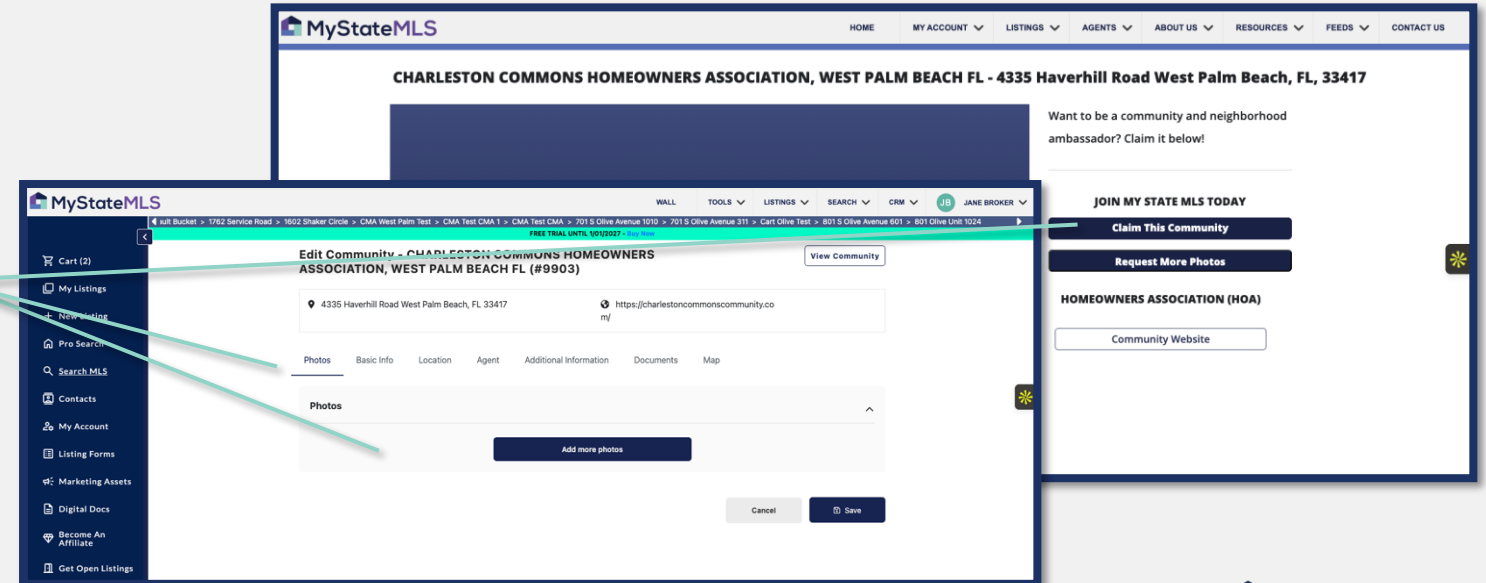 MyStateMLS
HOME MY ACCOUNT LISTINGS AGENTS ABOUT US RESOURCES FEEDS CONTACT US
CHARLESTON COMMONS HOMEOWNERS ASSOCIATION, WEST PALM BEACH FL - 4335 Haverhill Road West Palm Beach, FL, 33417
Want to be a community and neighborhood
ambassador? Claim it below!
JOIN MY STATE MLS TODAY
Claim This Community
Request More Photos
HOMEOWNERS ASSOCIATION (HOA)
Community Website
MyStateMLS
WALL TOOLS LISTINGS SEARCH CRM JB JANE BROKER
ult Bucket > 1762 Service Road > 1602 Shaker Circle > CMA West Palm Test > CMA Test CMA 1 > CMA Test CMA > 701 S Olive Avenue 1010 > 701 S Olive Avenue 311 > Cart Olive Test > 801 S Olive Avenue 601 > 801 Olive Unit 1024
FREE TRIAL UNTIL 1/01/2027 - Buy Now
Cart (2)
My Listings
New Listing
Pro Search
Search MLS
Contacts
My Account
Listing Forms
Marketing Assets
Digital Docs
Become An
Affiliate
Get Open Listings
Edit Community - CHARLESTON COMMONS HOMEOWNERS
ASSOCIATION, WEST PALM BEACH FL (#9903)
View Community
4335 Haverhill Road West Palm Beach, FL 33417
https://charlestoncommonscommunity.co
m/
Photos Basic Info Location Agent Additional Information Documents Map
Photos
Add more photos
Cancel Save